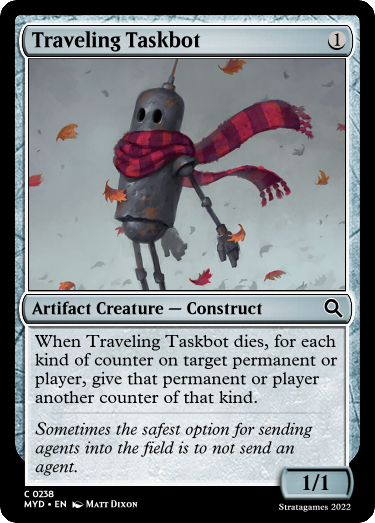 Traveling Taskbot 1
Artifact Creature — Construct
When Traveling Taskbot dies, for each
kind of counter on target permanent or
player, give that permanent or player
another counter of that kind.
Sometimes the safest option for sending
agents into the field is to not send an
agent.
1/1
C 0238
MYD • EN Matt Dixon
Stratagames 2022